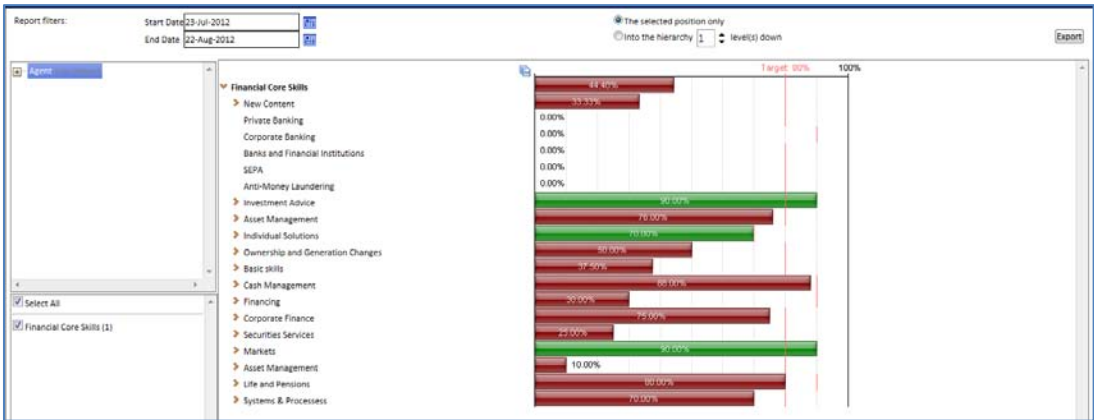 Report filters:
Start Date 23-Jul-2012
End Date 22-Aug-2012
The selected position only
Into the hierarchy 1 level(s) down
Export
Agent
Select All
Financial Core Skills (1)
Target: 80% 100%
Financial Core Skills 44.40%
New Content 33.33%
Private Banking 0.00%
Corporate Banking 0.00%
Banks and Financial Institutions 0.00%
SEPA 0.00%
Anti-Money Laundering 0.00%
Investment Advice 90.00%
Asset Management 76.00%
Individual Solutions 70.00%
Ownership and Generation Changes 50.00%
Basic skills 37.50%
Cash Management 88.00%
Financing 30.00%
Corporate Finance 75.00%
Securities Services 25.00%
Markets 90.00%
Asset Management 10.00%
Life and Pensions 80.00%
Systems & Processess 70.00%